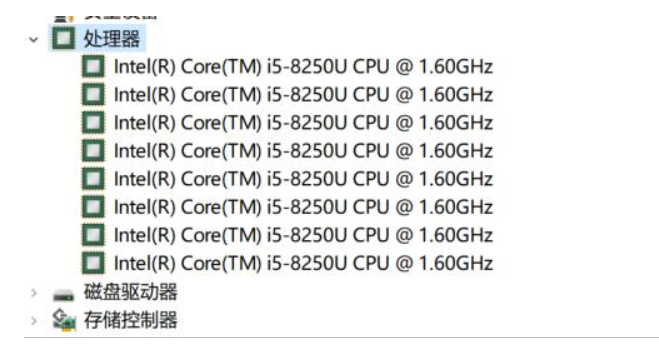 处理器
Intel(R) Core(TM) i5-8250U CPU @ 1.60GHz
Intel(R) Core(TM) i5-8250U CPU @ 1.60GHz
Intel(R) Core(TM) i5-8250U CPU @ 1.60GHz
Intel(R) Core(TM) i5-8250U CPU @ 1.60GHz
Intel(R) Core(TM) i5-8250U CPU @ 1.60GHz
Intel(R) Core(TM) i5-8250U CPU @ 1.60GHz
Intel(R) Core(TM) i5-8250U CPU @ 1.60GHz
Intel(R) Core(TM) i5-8250U CPU @ 1.60GHz
磁盘驱动器
存储控制器